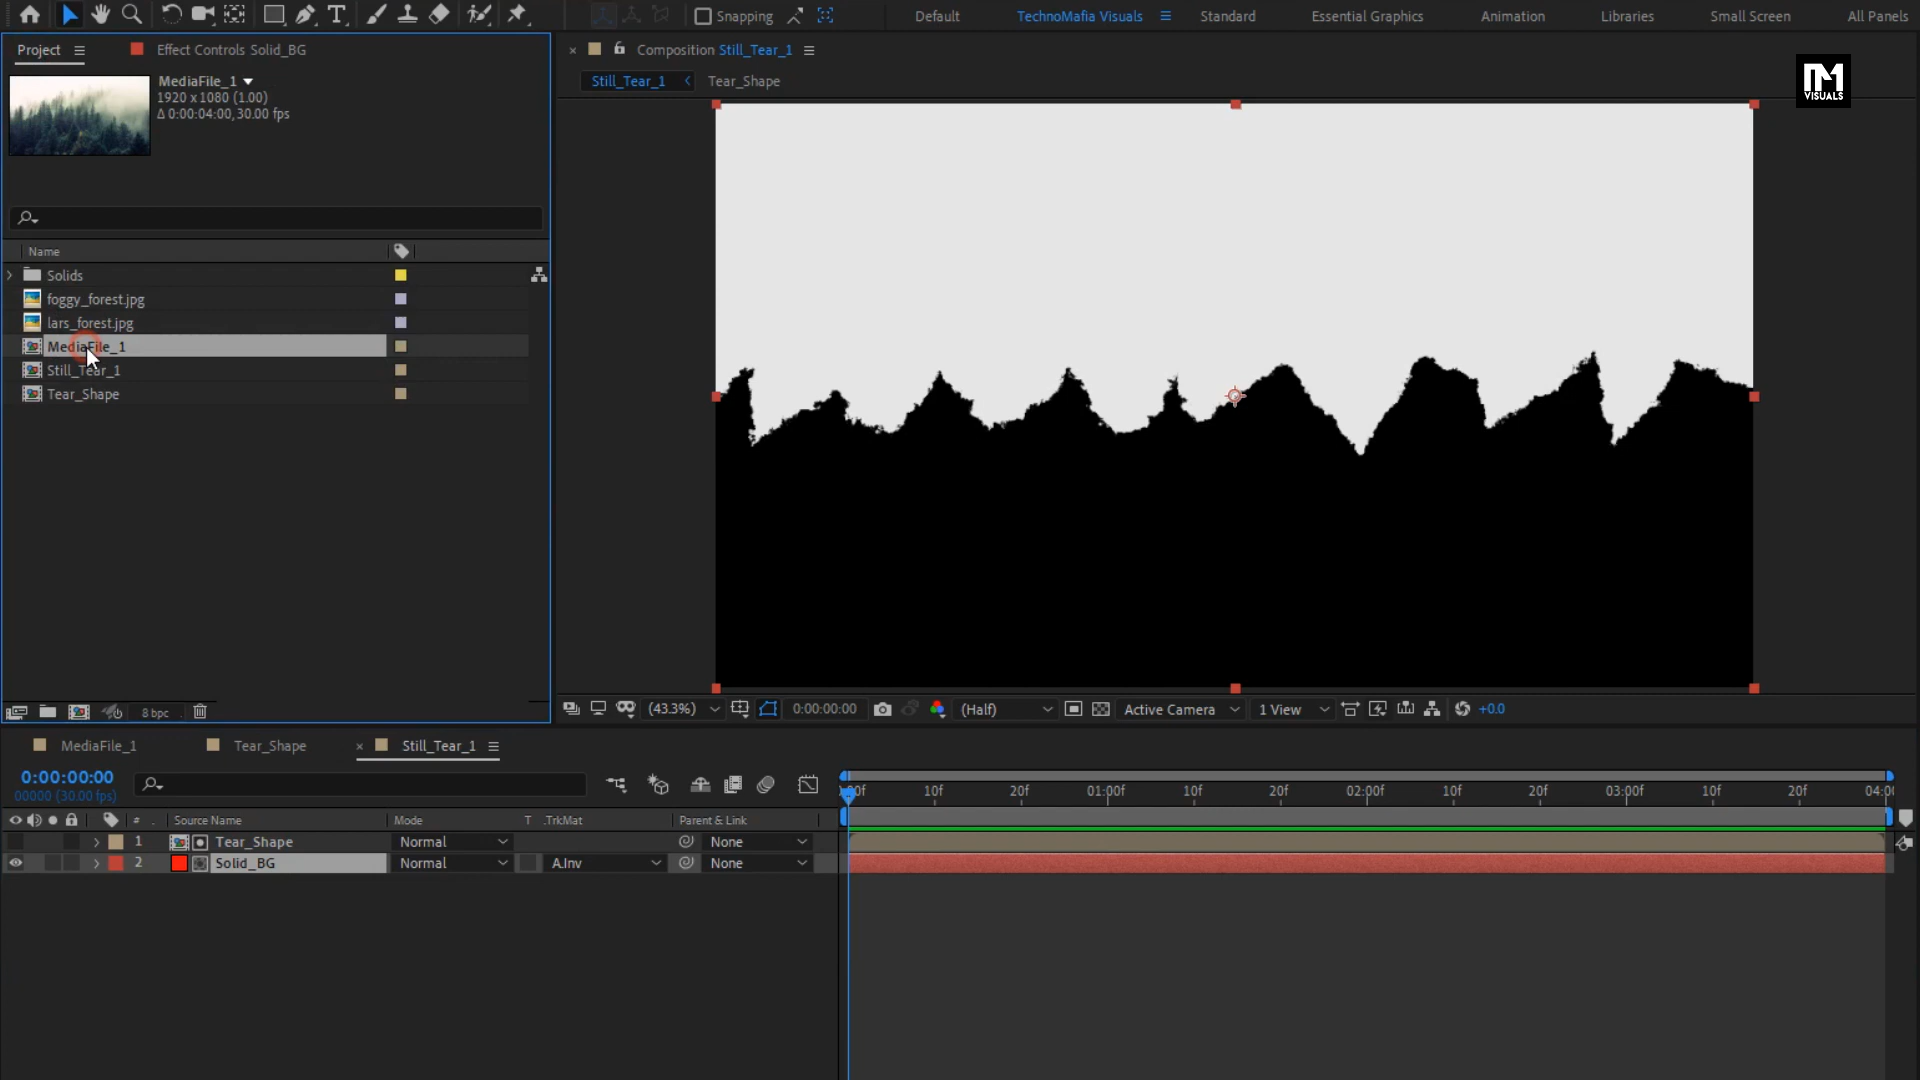 Snapping
Default
TechnoMafia Visuals
Standard
Essential Graphics
Animation
Libraries
Small Screen
All Panels
Project
Effect Controls Solid_BG
Composition Still_Tear_1
MediaFile_1
1920 x 1080 (1.00)
Δ 0:00:04:00, 30.00 fps
Still_Tear_1
Tear_Shape
VISUALS
Name
Solids
foggy_forest.jpg
lars_forest.jpg
MediaFile_1
Still_Tear_1
Tear_Shape
8 bpc
(43.3%)
0:00:00:00
(Half)
Active Camera
1 View
+0.0
MediaFile_1
Tear_Shape
Still_Tear_1
0:00:00:00
00000 (30.00 fps)
:00f 10f 20f 01:00f 10f 20f 02:00f 10f 20f 03:00f 10f 20f 04:00
# Source Name Mode T .TrkMat Parent & Link
1 Tear_Shape Normal None
2 Solid_BG Normal A.Inv None